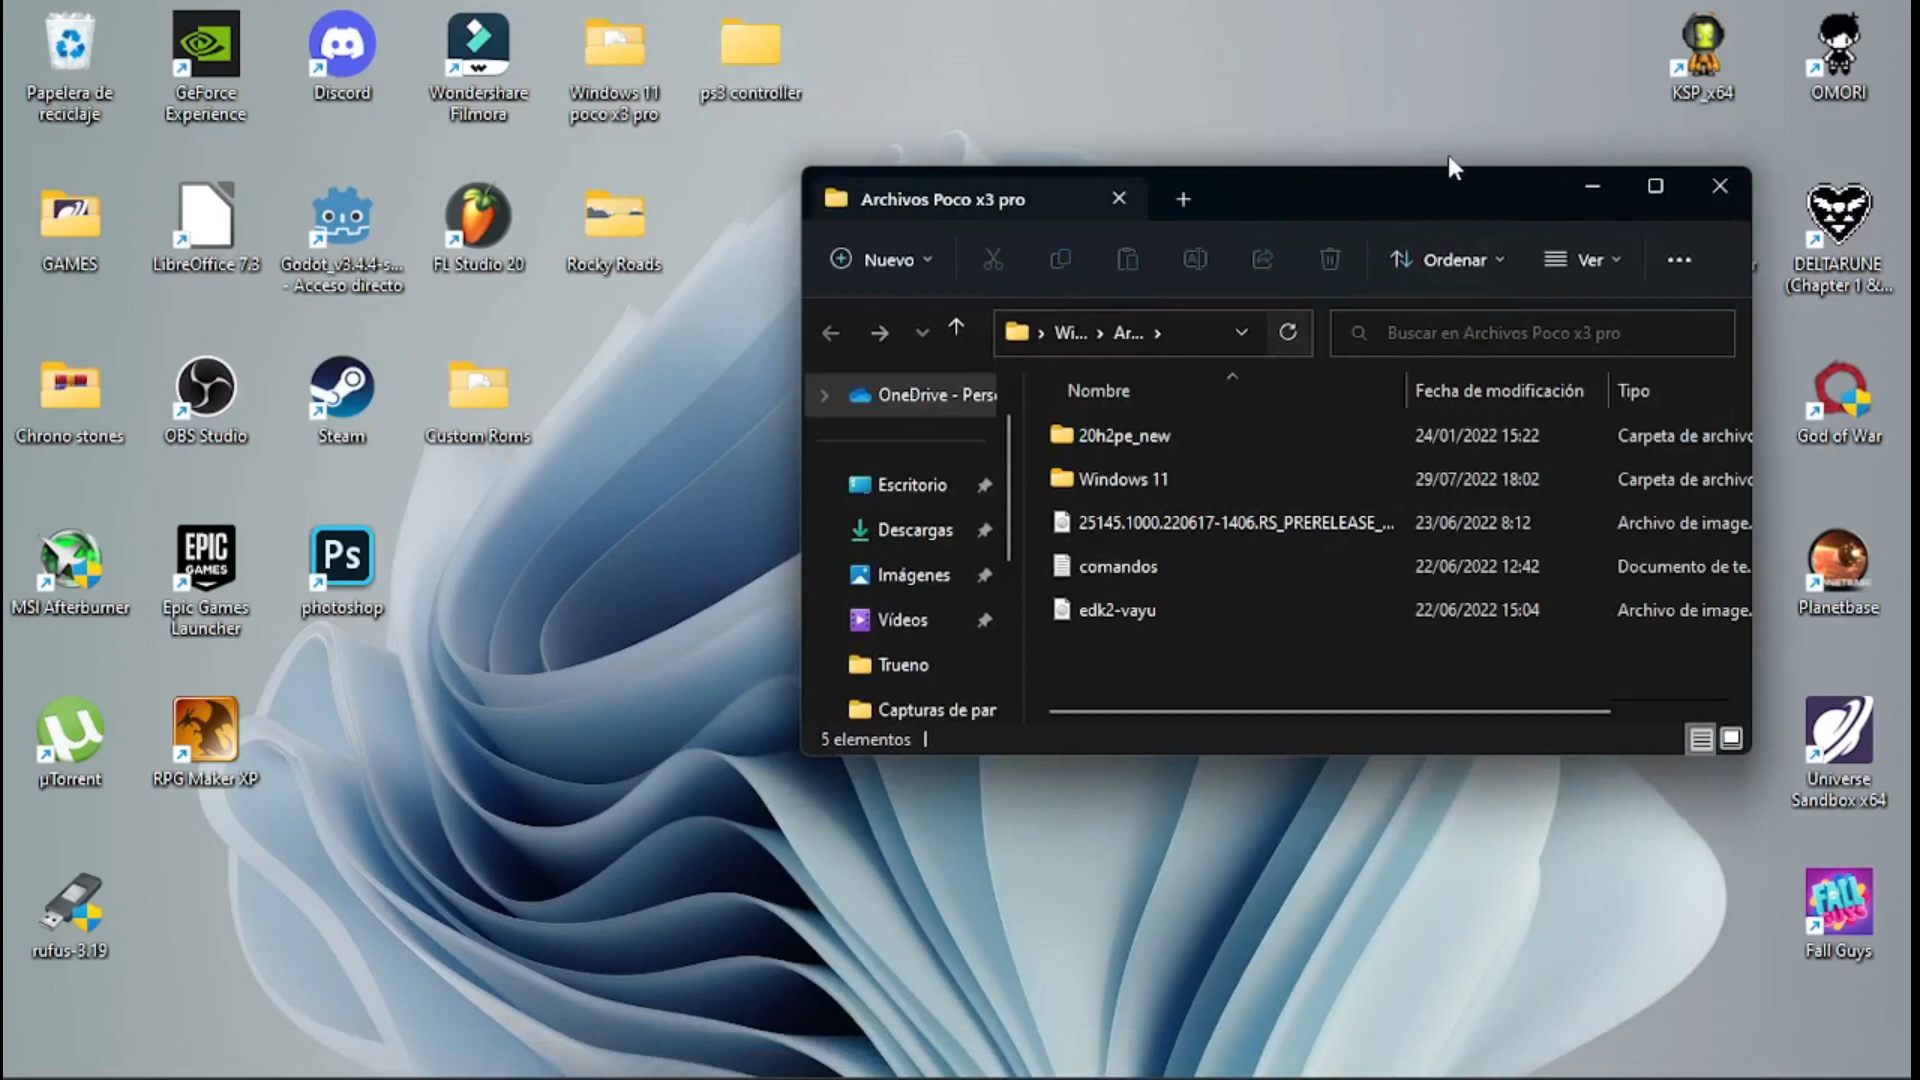 Papelera de
reciclaje
GeForce
Experience
Discord
Wondershare
Filmora
Windows 11
poco x3 pro
ps3 controller
KSP_x64
OMORI
GAMES
LibreOffice 7.3
Godot_v3.4.4-s...
- Acceso directo
FL Studio 20
Rocky Roads
DELTARUNE
(Chapter 1 &...
Chrono stones
OBS Studio
Steam
Custom Roms
God of War
MSI Afterburner
EPIC
GAMES
Epic Games
Launcher
Ps
photoshop
Planetbase
µTorrent
RPG Maker XP
Universe
Sandbox x64
rufus-3.19
FALL
GUYS
Fall Guys
Archivos Poco x3 pro
Nuevo
Ordenar
Ver
Wi...
Ar...
Buscar en Archivos Poco x3 pro
OneDrive - Pers
Escritorio
Descargas
Imágenes
Vídeos
Trueno
Capturas de par
Nombre Fecha de modificación Tipo
20h2pe_new 24/01/2022 15:22 Carpeta de archivo
Windows 11 29/07/2022 18:02 Carpeta de archivo
25145.1000.220617-1406.RS_PRERELEASE_... 23/06/2022 8:12 Archivo de image.
comandos 22/06/2022 12:42 Documento de te.
edk2-vayu 22/06/2022 15:04 Archivo de image.
5 elementos